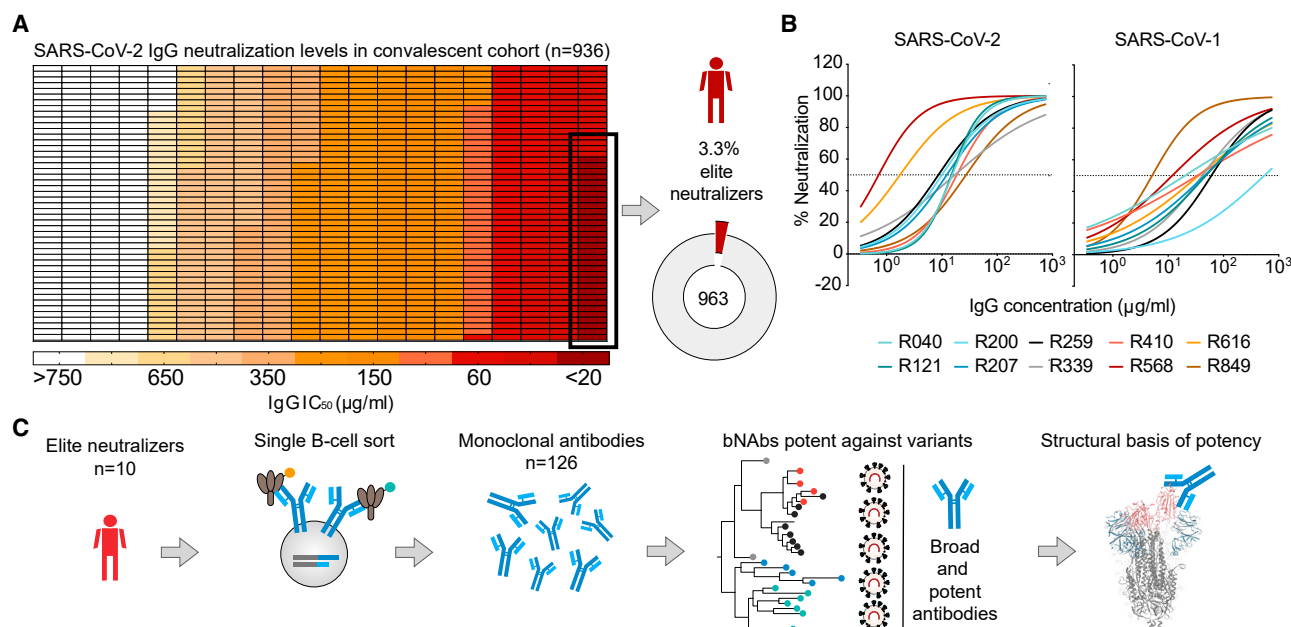 A
SARS-CoV-2 IgG neutralization levels in convalescent cohort (n=936)
>750 650 350 150 60 <20
IgG IC50 (µg/ml)
3.3%
elite
neutralizers
963
B
SARS-CoV-2 SARS-CoV-1
% Neutralization
120
100
80
60
40
20
0
-20
10⁰ 10¹ 10² 10³ 10⁰ 10¹ 10² 10³
IgG concentration (µg/ml)
R040 R200 R259 R410 R616
R121 R207 R339 R568 R849
C
Elite neutralizers
n=10
Single B-cell sort
Monoclonal antibodies
n=126
bNAbs potent against variants
Broad
and
potent
antibodies
Structural basis of potency